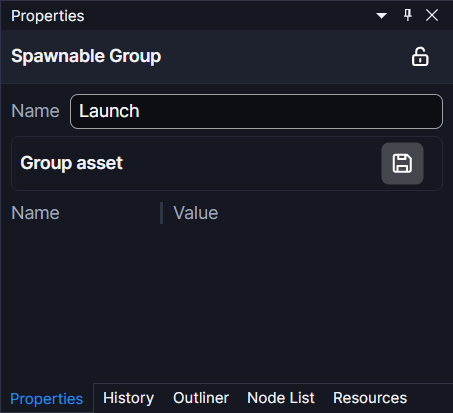 Properties
Spawnable Group
Name Launch
Group asset
Name Value
Properties History Outliner Node List Resources